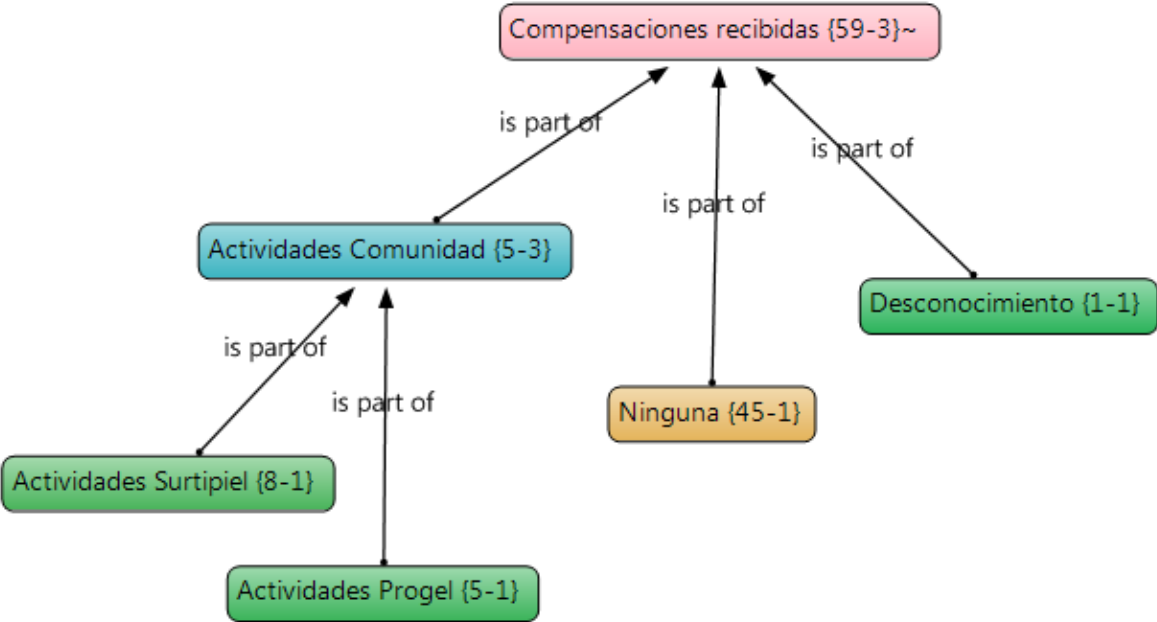 Compensaciones recibidas {59-3}~
is part of
is part of
is part of
Actividades Comunidad {5-3}
Desconocimiento {1-1}
is part of
is part of
Ninguna {45-1}
Actividades Surtipiel {8-1}
Actividades Progel {5-1}